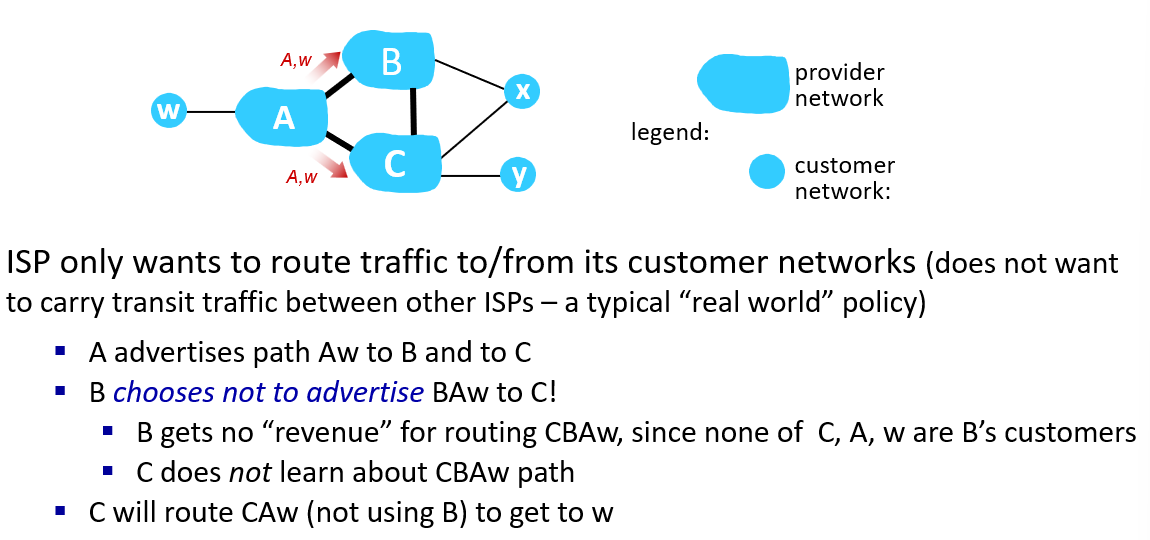 A,w
B
w
A
x
C
A,w
y
provider
network
legend:
customer
network:
ISP only wants to route traffic to/from its customer networks (does not want
to carry transit traffic between other ISPs – a typical “real world” policy)
▪ A advertises path Aw to B and to C
▪ B chooses not to advertise BAw to C!
▪ B gets no “revenue” for routing CBAw, since none of  C, A, w are B’s customers
▪ C does not learn about CBAw path
▪ C will route CAw (not using B) to get to w